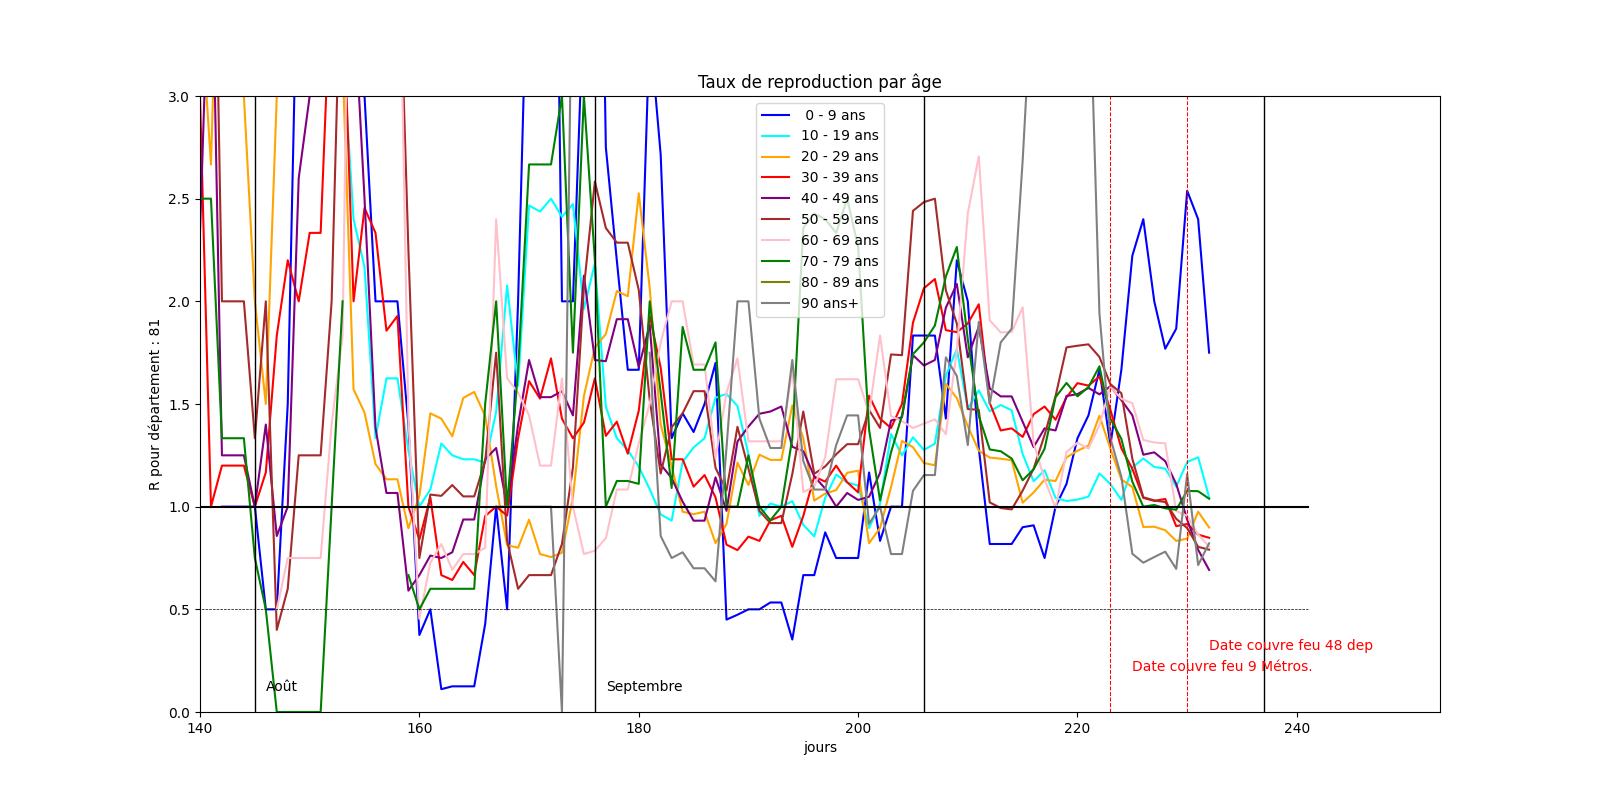 Taux de reproduction par âge
3.0
2.5
2.0
1.5
1.0
0.5
0.0
R pour département : 81
0 - 9 ans
10 - 19 ans
20 - 29 ans
30 - 39 ans
40 - 49 ans
50 - 59 ans
60 - 69 ans
70 - 79 ans
80 - 89 ans
90 ans+
Date couvre feu 48 dep
Date couvre feu 9 Métros.
Août
Septembre
140
160
180
200
220
240
jours